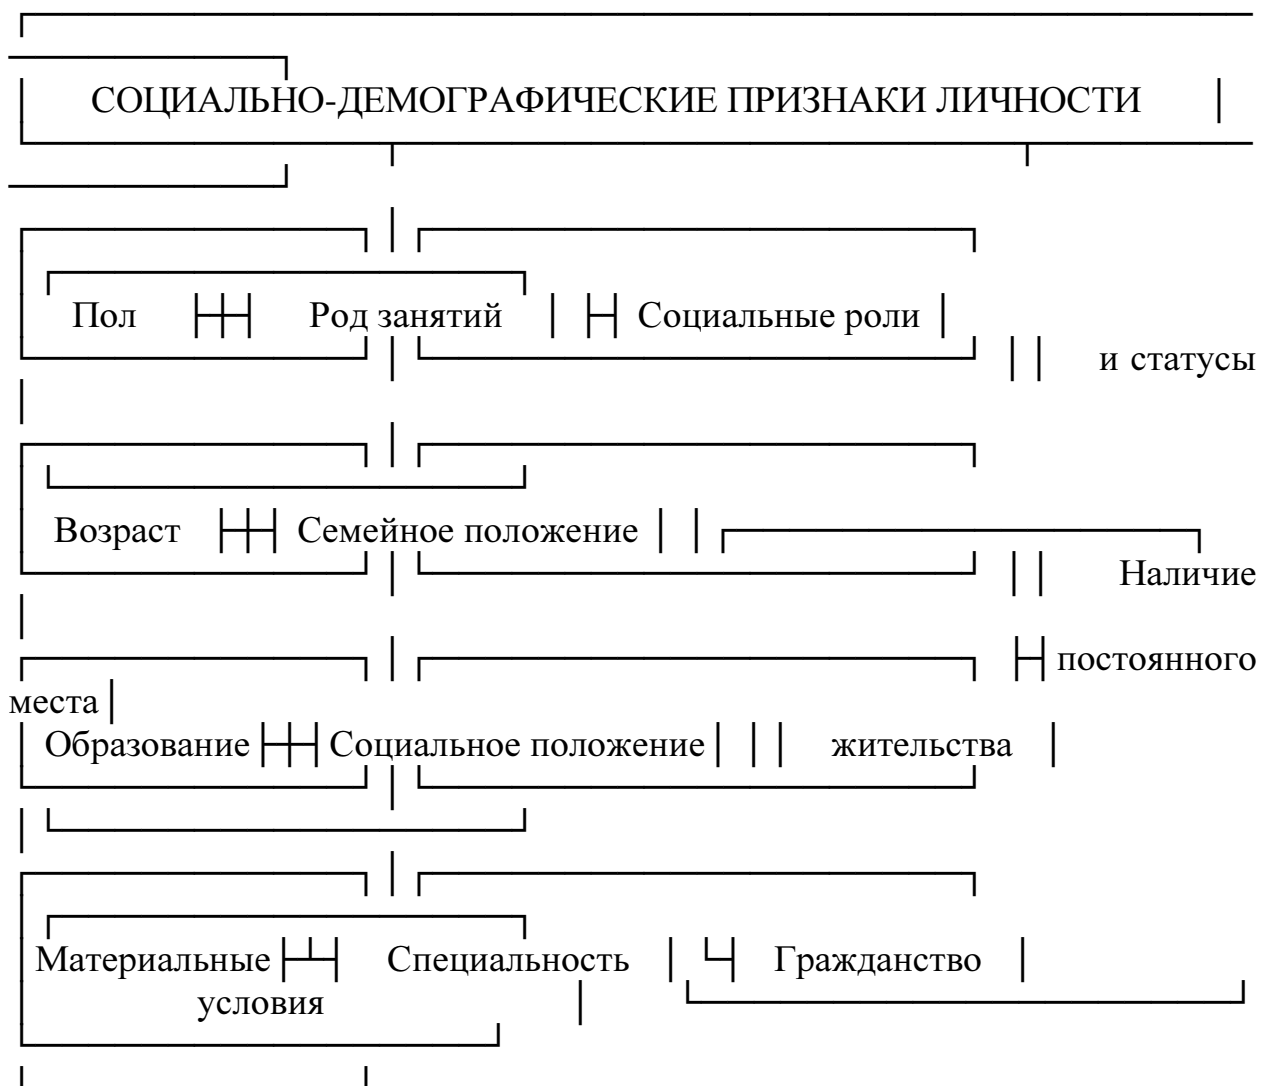 СОЦИАЛЬНО-ДЕМОГРАФИЧЕСКИЕ ПРИЗНАКИ ЛИЧНОСТИ
Пол Род занятий Социальные роли
и статусы
Возраст Семейное положение
Наличие
постоянного
места
Образование Социальное положение жительства
Материальные Специальность Гражданство
условия